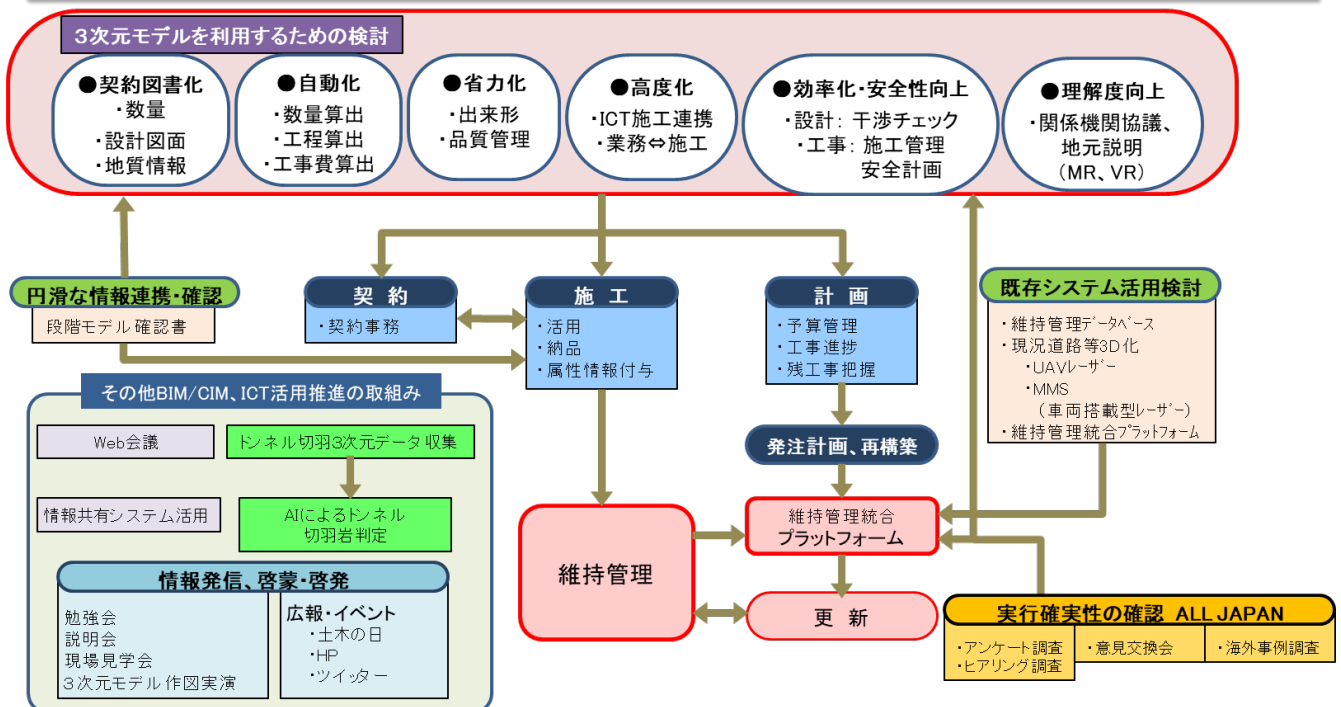 3次元モデルを利用するための検討
●契約図書化
・数量
・設計図面
・地質情報
●自動化
・数量算出
・工程算出
・工事費算出
●省力化
・出来形
・品質管理
●高度化
・ICT施工連携
・業務⇔施工
●効率化・安全性向上
・設計：干渉チェック
・工事：施工管理
安全計画
●理解度向上
・関係機関協議、
地元説明
（MR、VR）
円滑な情報連携・確認
段階モデル確認書
契 約
・契約事務
施 工
・活用
・納品
・属性情報付与
計 画
・予算管理
・工事進捗
・残工事把握
既存システム活用検討
・維持管理データベース
・現況道路等3D化
・UAVレーザー
・MMS
（車両搭載型レーザー）
・維持管理統合プラットフォーム
その他BIM/CIM、ICT活用推進の取組み
Web会議
トンネル切羽3次元データ収集
情報共有システム活用
AIによるトンネル
切羽岩判定
情報発信、啓蒙・啓発
勉強会
説明会
現場見学会
3次元モデル作図実演
広報・イベント
・土木の日
・HP
・ツイッター
発注計画、再構築
維持管理
維持管理統合
プラットフォーム
更 新
実行確実性の確認 ALL JAPAN
・アンケート調査
・ヒアリング調査
・意見交換会
・海外事例調査